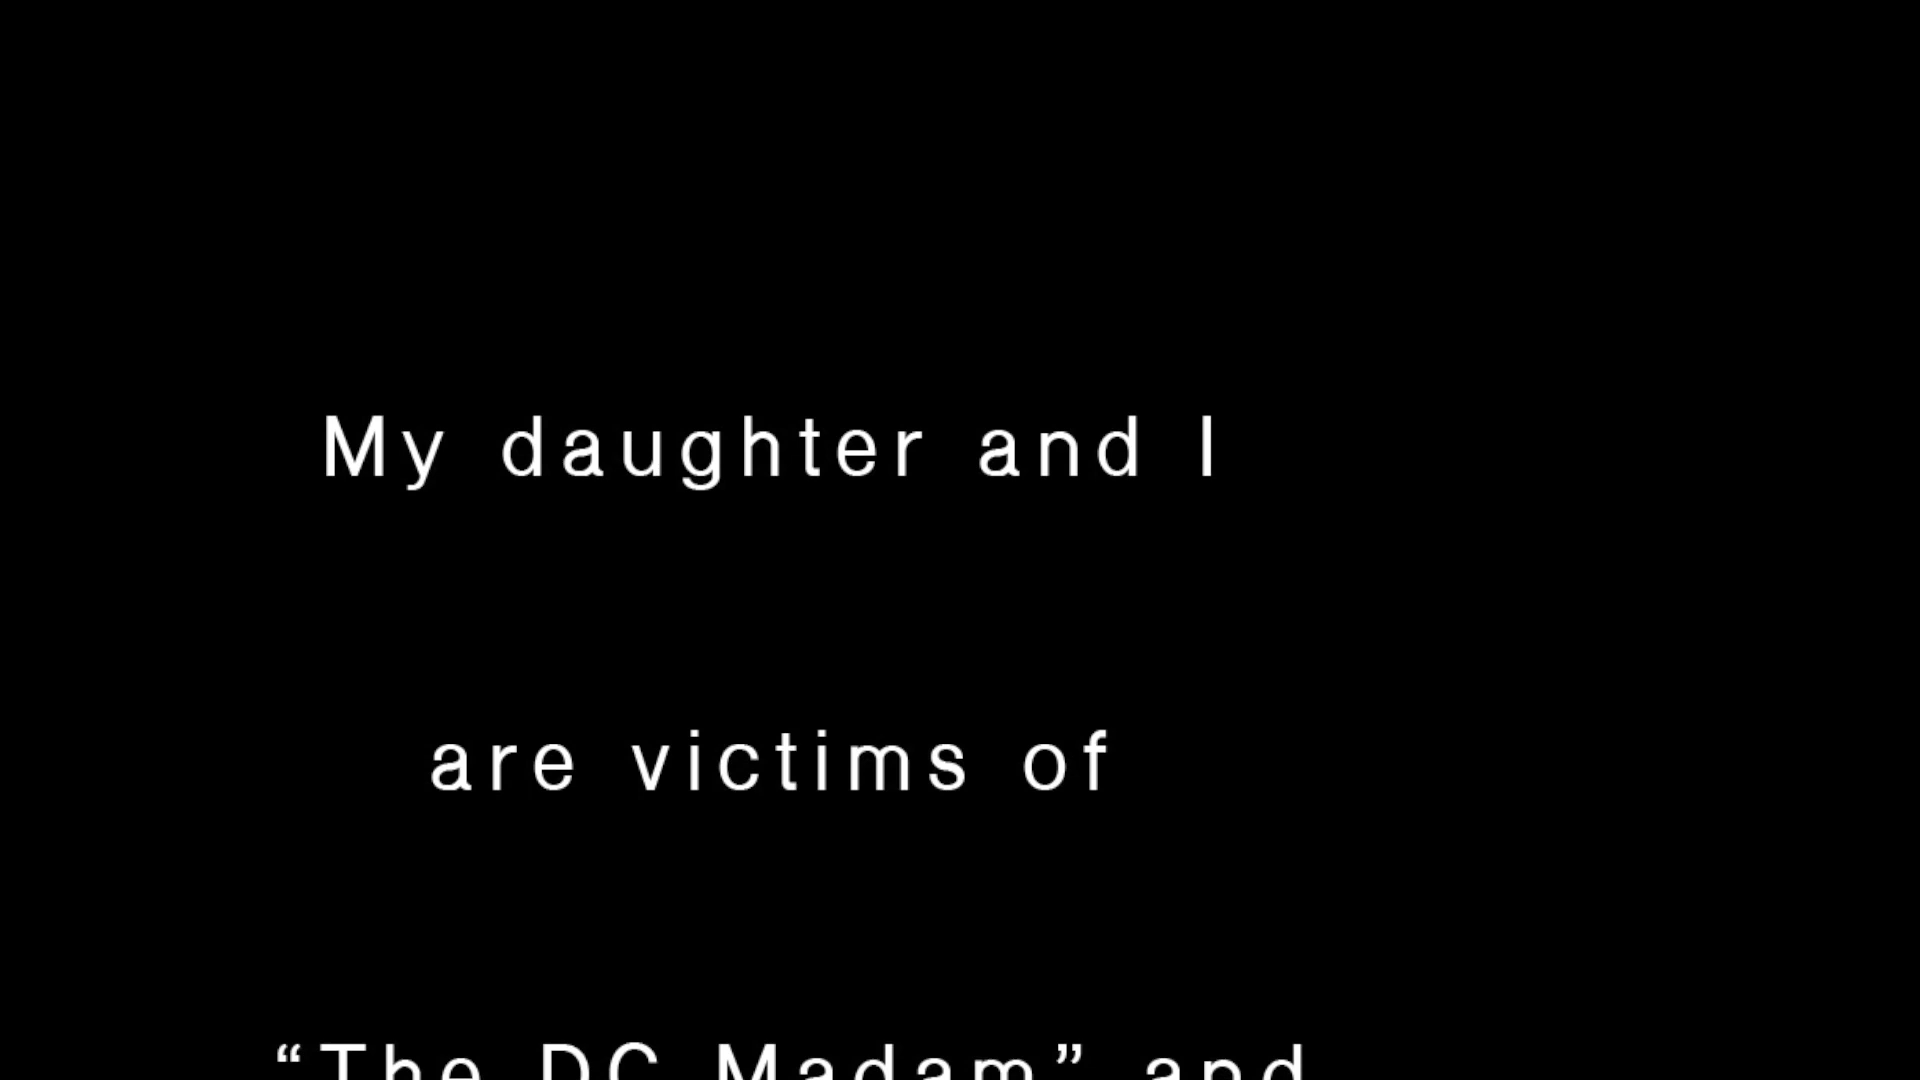 My daughter and I
are victims of
“The DC Madam” and